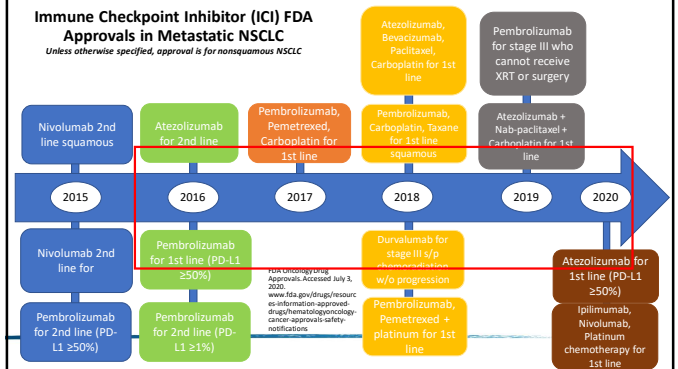 Immune Checkpoint Inhibitor (ICI) FDA
Approvals in Metastatic NSCLC
Unless otherwise specified, approval is for nonsquamous NSCLC
Atezolizumab,
Bevacizumab,
Paclitaxel,
Carboplatin for 1st
line
Pembrolizumab
for stage III who
cannot receive
XRT or surgery
Nivolumab 2nd
line squamous
Atezolizumab
for 2nd line
Pembrolizumab,
Pemetrexed,
Carboplatin for
1st line
Pembrolizumab,
Carboplatin, Taxane
for 1st line
squamous
Atezolizumab +
Nab-paclitaxel +
Carboplatin for 1st
line
2015
2016
2017
2018
2019
2020
Nivolumab 2nd
line for
Pembrolizumab
for 1st line (PD-L1
≥50%)
FDA Oncology Drug
Approvals. Accessed July 3,
2020.
www.fda.gov/drugs/resourc
es-information-approved-
drugs/hematologyoncology-
cancer-approvals-safety-
notifications
Durvalumab for
stage III s/p
chemoradiation
w/o progression
Atezolizumab for
1st line (PD-L1
≥50%)
Pembrolizumab
for 2nd line (PD-
L1 ≥50%)
Pembrolizumab
for 2nd line (PD-
L1 ≥1%)
Pembrolizumab,
Pemetrexed +
platinum for 1st
line
Ipilimumab,
Nivolumab,
Platinum
chemotherapy for
1st line